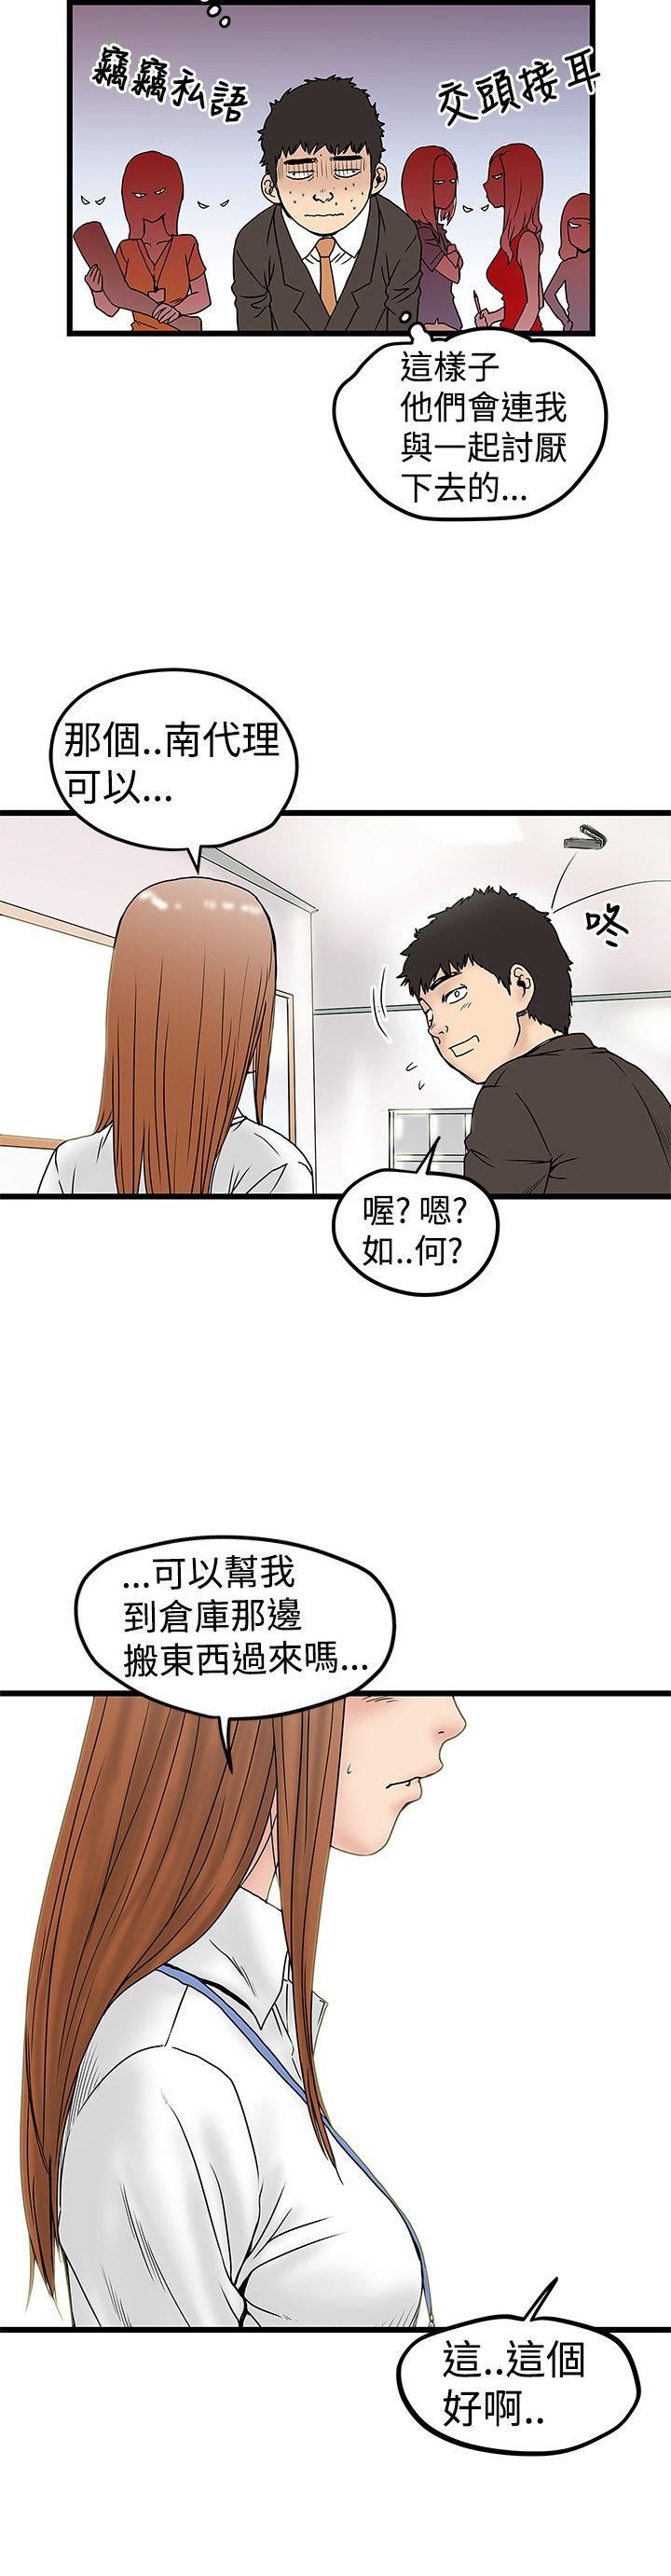 竊竊私語
交頭接耳
這樣子
他們會連我
與一起討厭
下去的...
那個..南代理
可以...
咚
喔? 嗯?
如..何?
...可以幫我
到倉庫那邊
搬東西過來嗎...
這..這個
好啊..